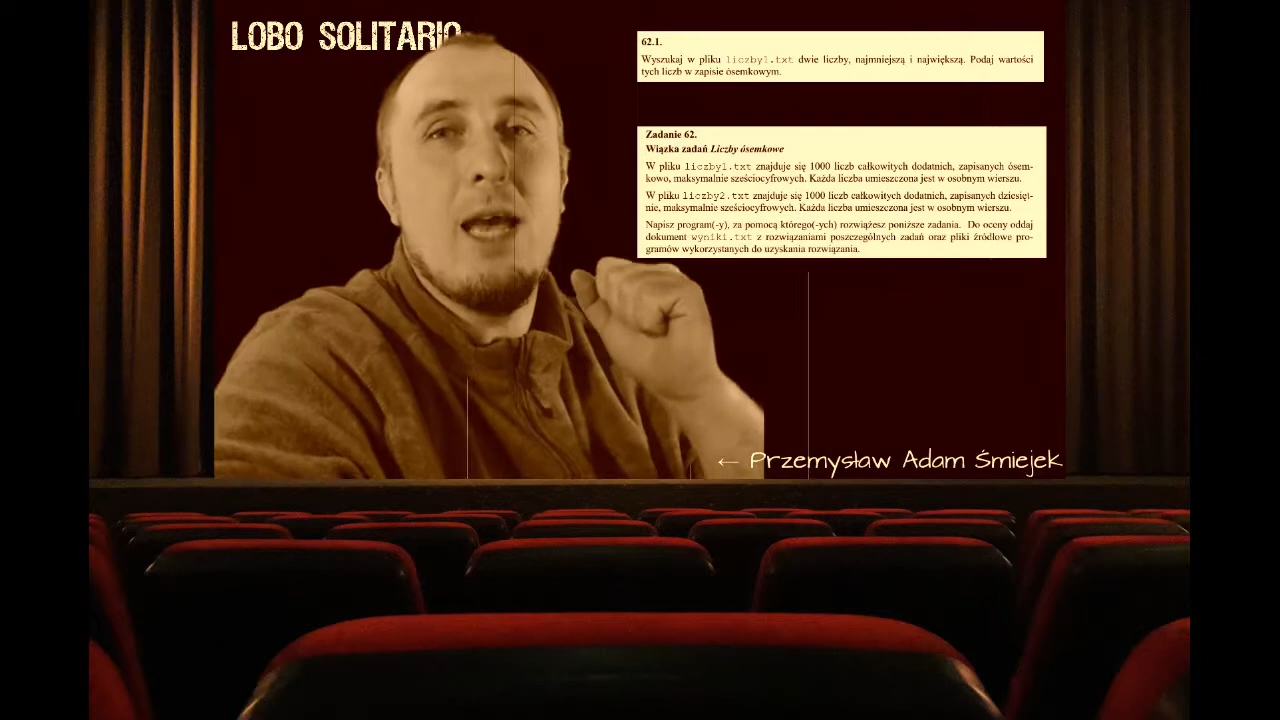 LOBO SOLITARIO
62.1.
Wyszukaj w pliku liczby1.txt dwie liczby, najmniejszą i największą. Podaj wartości
tych liczb w zapisie ósemkowym.
Zadanie 62.
Wiązka zadań Liczby ósemkowe
W pliku liczby1.txt znajduje się 1000 liczb całkowitych dodatnich, zapisanych ósem-
kowo, maksymalnie sześciocyfrowych. Każda liczba umieszczona jest w osobnym wierszu.
W pliku liczby2.txt znajduje się 1000 liczb całkowitych dodatnich, zapisanych dziesięt-
nie, maksymalnie sześciocyfrowych. Każda liczba umieszczona jest w osobnym wierszu.
Napisz program(-y), za pomocą którego(-ych) rozwiążesz poniższe zadania. Do oceny oddaj
dokument wyniki.txt z rozwiązaniami poszczególnych zadań oraz pliki źródłowe pro-
gramów wykorzystanych do uzyskania rozwiązania.
← Przemysław Adam Śmiejek